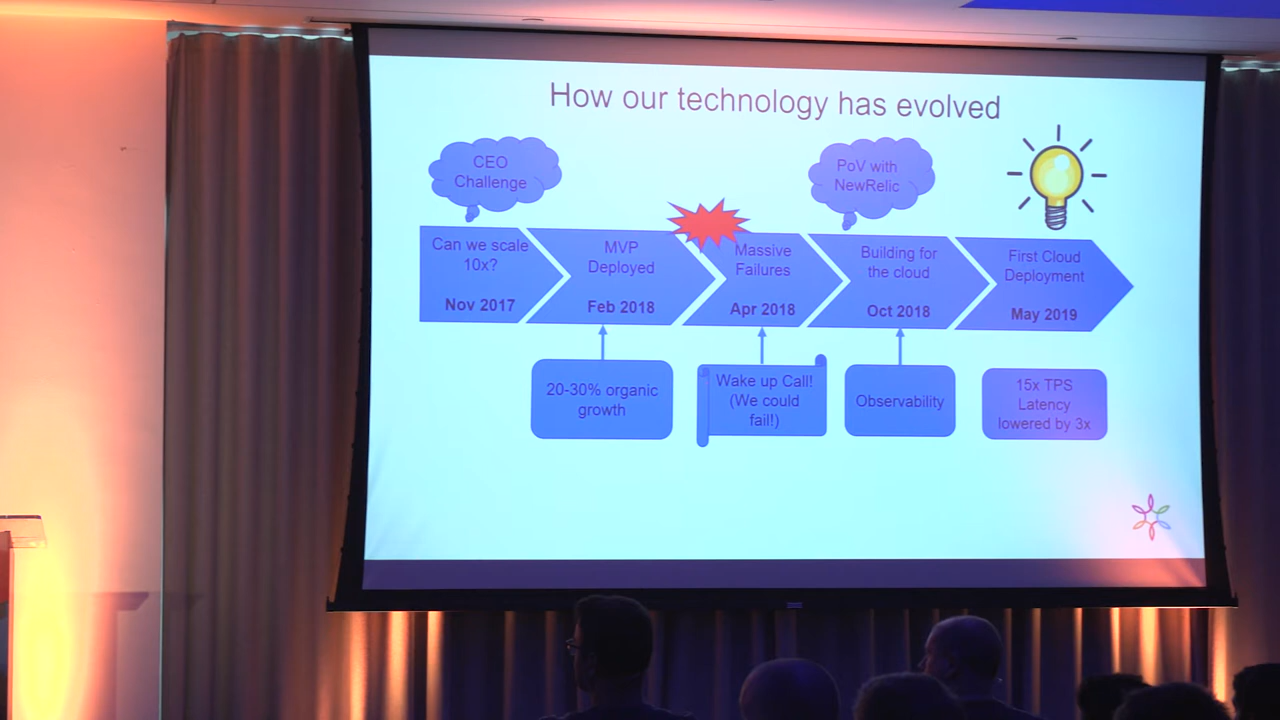 How our technology has evolved
CEO
Challenge
PoV with
NewRelic
Can we scale
10x?
Nov 2017
MVP
Deployed
Feb 2018
Massive
Failures
Apr 2018
Building for
the cloud
Oct 2018
First Cloud
Deployment
May 2019
20-30% organic
growth
Wake up Call!
(We could
fail!)
Observability
15x TPS
Latency
lowered by 3x